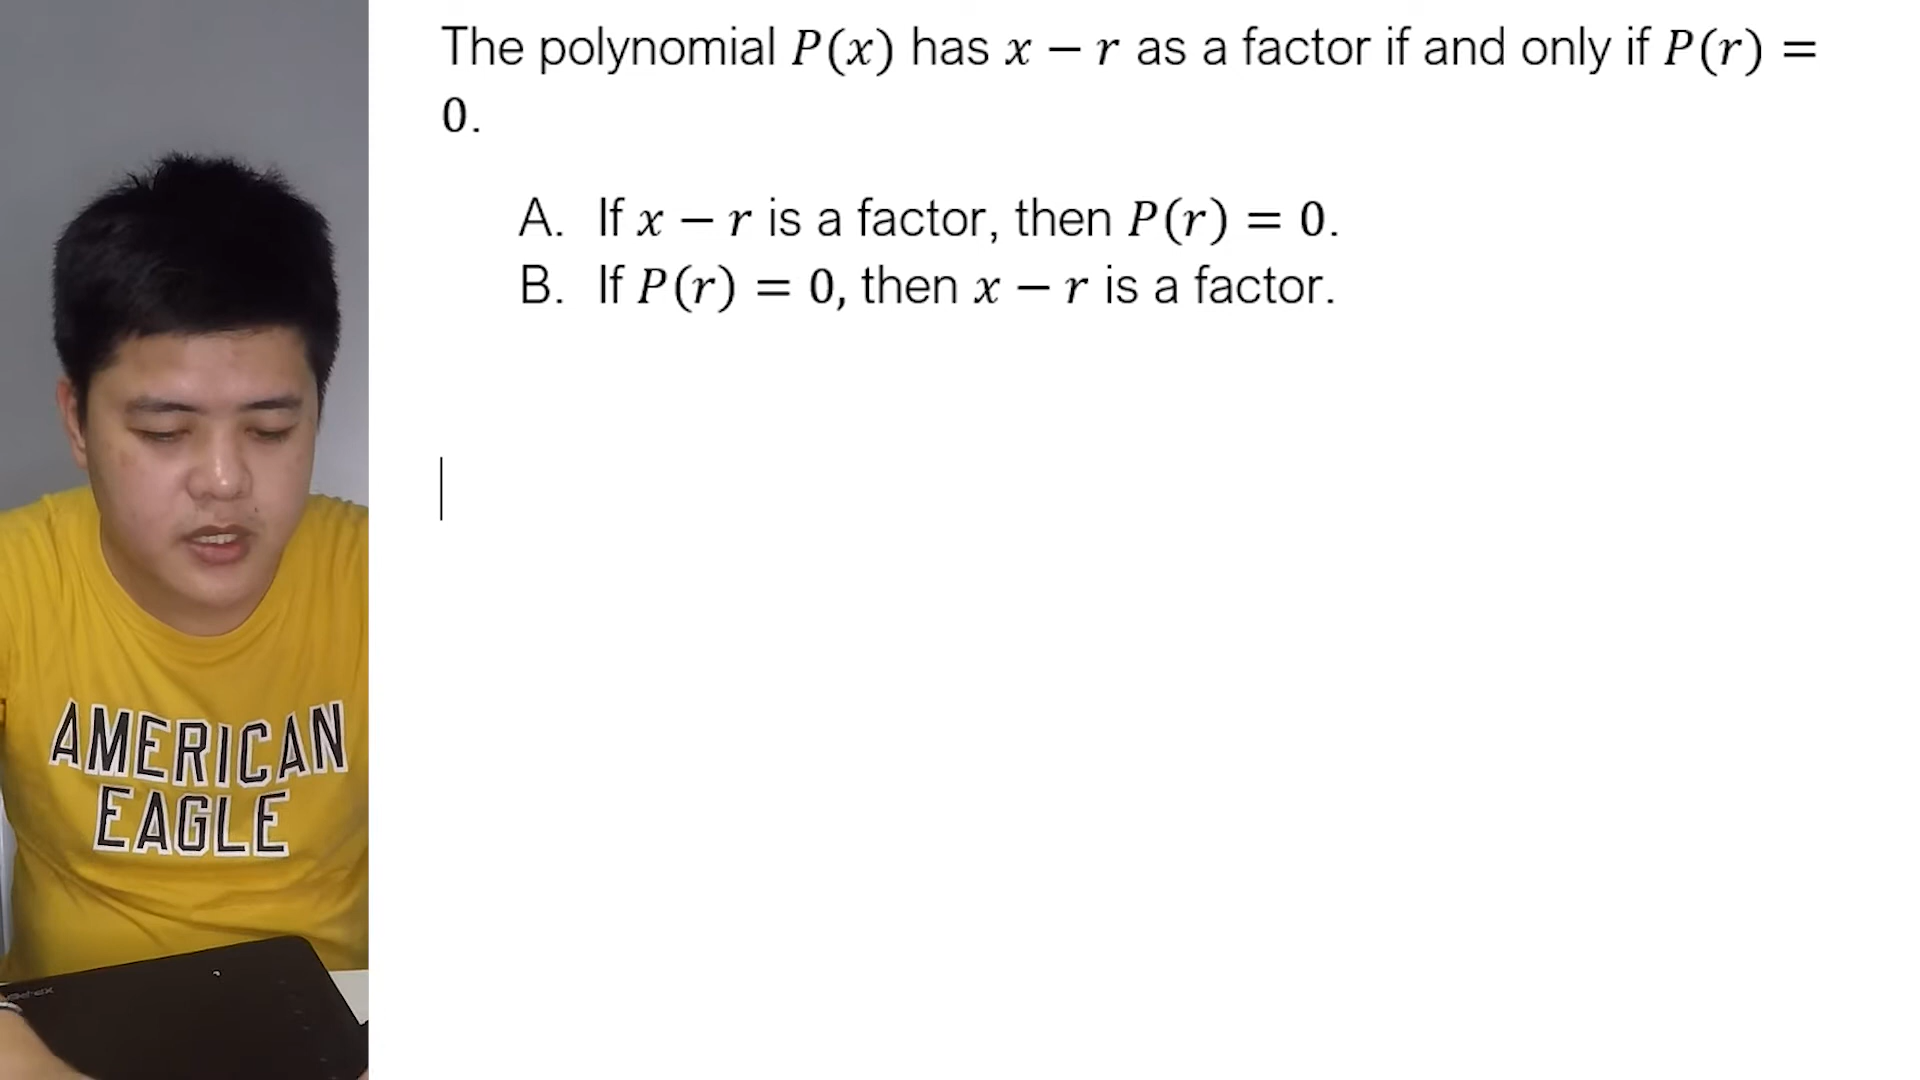 The polynomial P(x) has x − r as a factor if and only if P(r) =
0.
A. If x − r is a factor, then P(r) = 0.
B. If P(r) = 0, then x − r is a factor.
AMERICAN
EAGLE